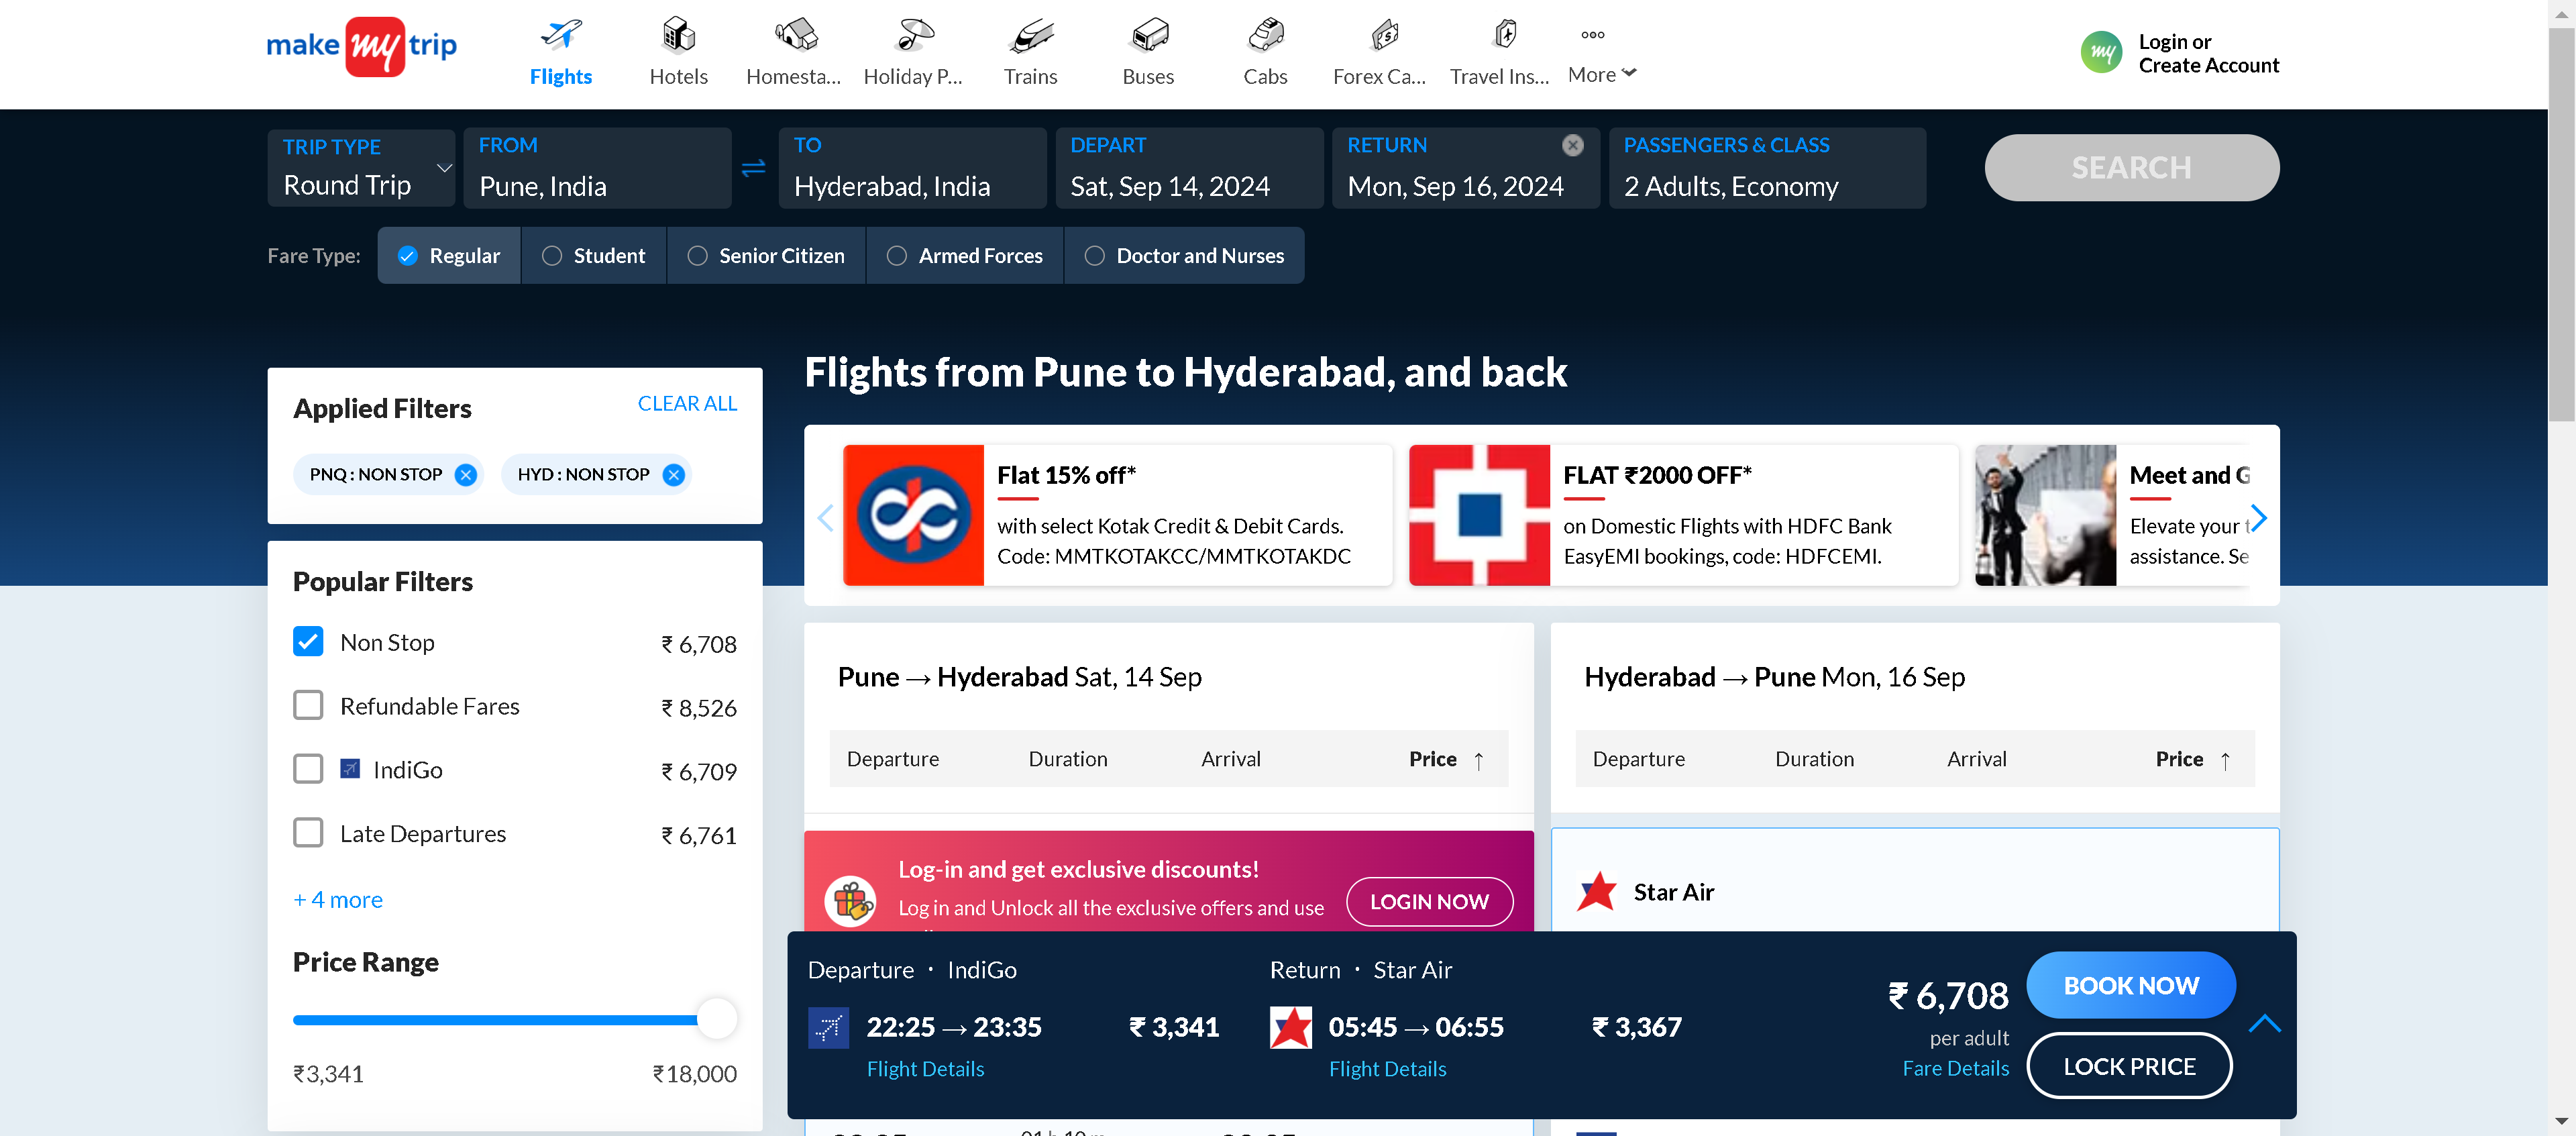 make my trip
Flights
Hotels
Homesta...
Holiday P...
Trains
Buses
Cabs
Forex Ca...
Travel Ins...
More
my
Login or
Create Account
TRIP TYPE
Round Trip
FROM
Pune, India
TO
Hyderabad, India
DEPART
Sat, Sep 14, 2024
RETURN
Mon, Sep 16, 2024
PASSENGERS & CLASS
2 Adults, Economy
SEARCH
Fare Type:
Regular
Student
Senior Citizen
Armed Forces
Doctor and Nurses
Flights from Pune to Hyderabad, and back
Applied Filters
CLEAR ALL
PNQ : NON STOP
HYD : NON STOP
Popular Filters
Non Stop ₹ 6,708
Refundable Fares ₹ 8,526
IndiGo ₹ 6,709
Late Departures ₹ 6,761
+ 4 more
Price Range
₹3,341 ₹18,000
Flat 15% off*
with select Kotak Credit & Debit Cards.
Code: MMTKOTAKCC/MMTKOTAKDC
FLAT ₹2000 OFF*
on Domestic Flights with HDFC Bank
EasyEMI bookings, code: HDFCEMI.
Meet and G
Elevate your t
assistance. Se
Pune → Hyderabad Sat, 14 Sep
Departure Duration Arrival Price ↑
Log-in and get exclusive discounts!
Log in and Unlock all the exclusive offers and use
LOGIN NOW
Hyderabad → Pune Mon, 16 Sep
Departure Duration Arrival Price ↑
Star Air
Departure · IndiGo
22:25 → 23:35 ₹ 3,341
Flight Details
Return · Star Air
05:45 → 06:55 ₹ 3,367
Flight Details
₹ 6,708
per adult
Fare Details
BOOK NOW
LOCK PRICE